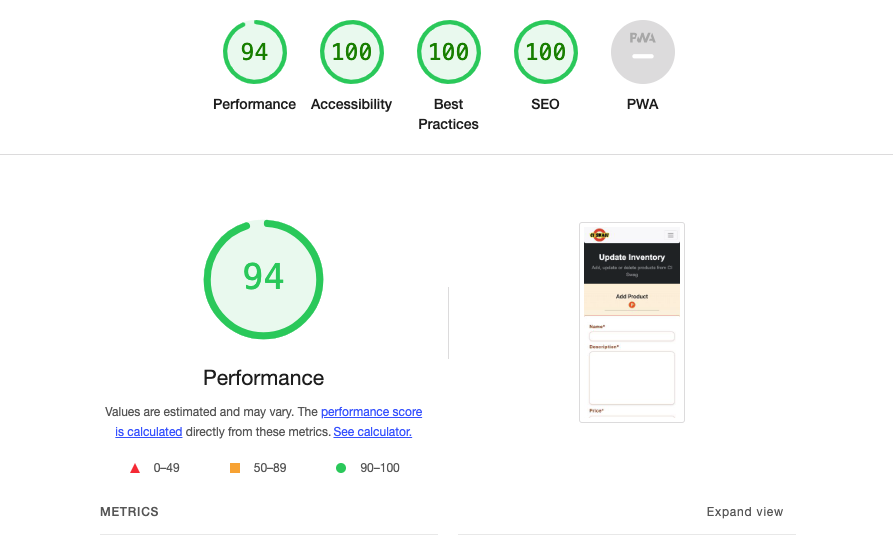 94
100
100
100
PWA
Performance
Accessibility
Best
Practices
SEO
PWA
94
Performance
Values are estimated and may vary. The performance score
is calculated directly from these metrics. See calculator.
0–49
50–89
90–100
Update Inventory
Add, update or delete products from Ct
Swag
Add Product
Name*
Description*
Price*
METRICS
Expand view